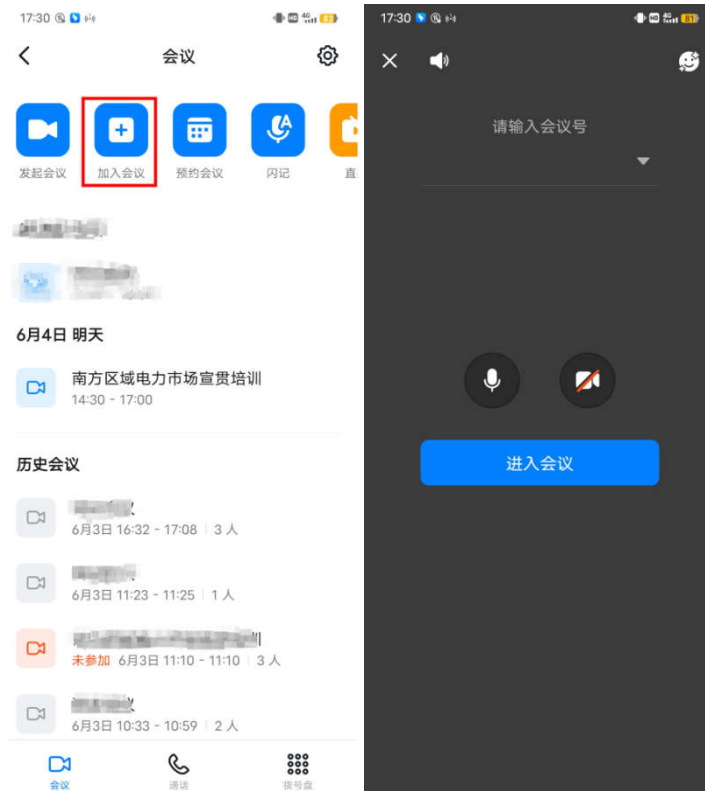 17:30
83
会议
发起会议
加入会议
预约会议
闪记
直
6月4日 明天
南方区域电力市场宣贯培训
14:30 - 17:00
历史会议
6月3日 16:32 - 17:08 | 3 人
6月3日 11:23 - 11:25 | 1 人
未参加 6月3日 11:10 - 11:10 | 3 人
6月3日 10:33 - 10:59 | 2 人
会议
通话
拨号盘
17:30
HD 4G 81
请输入会议号
进入会议